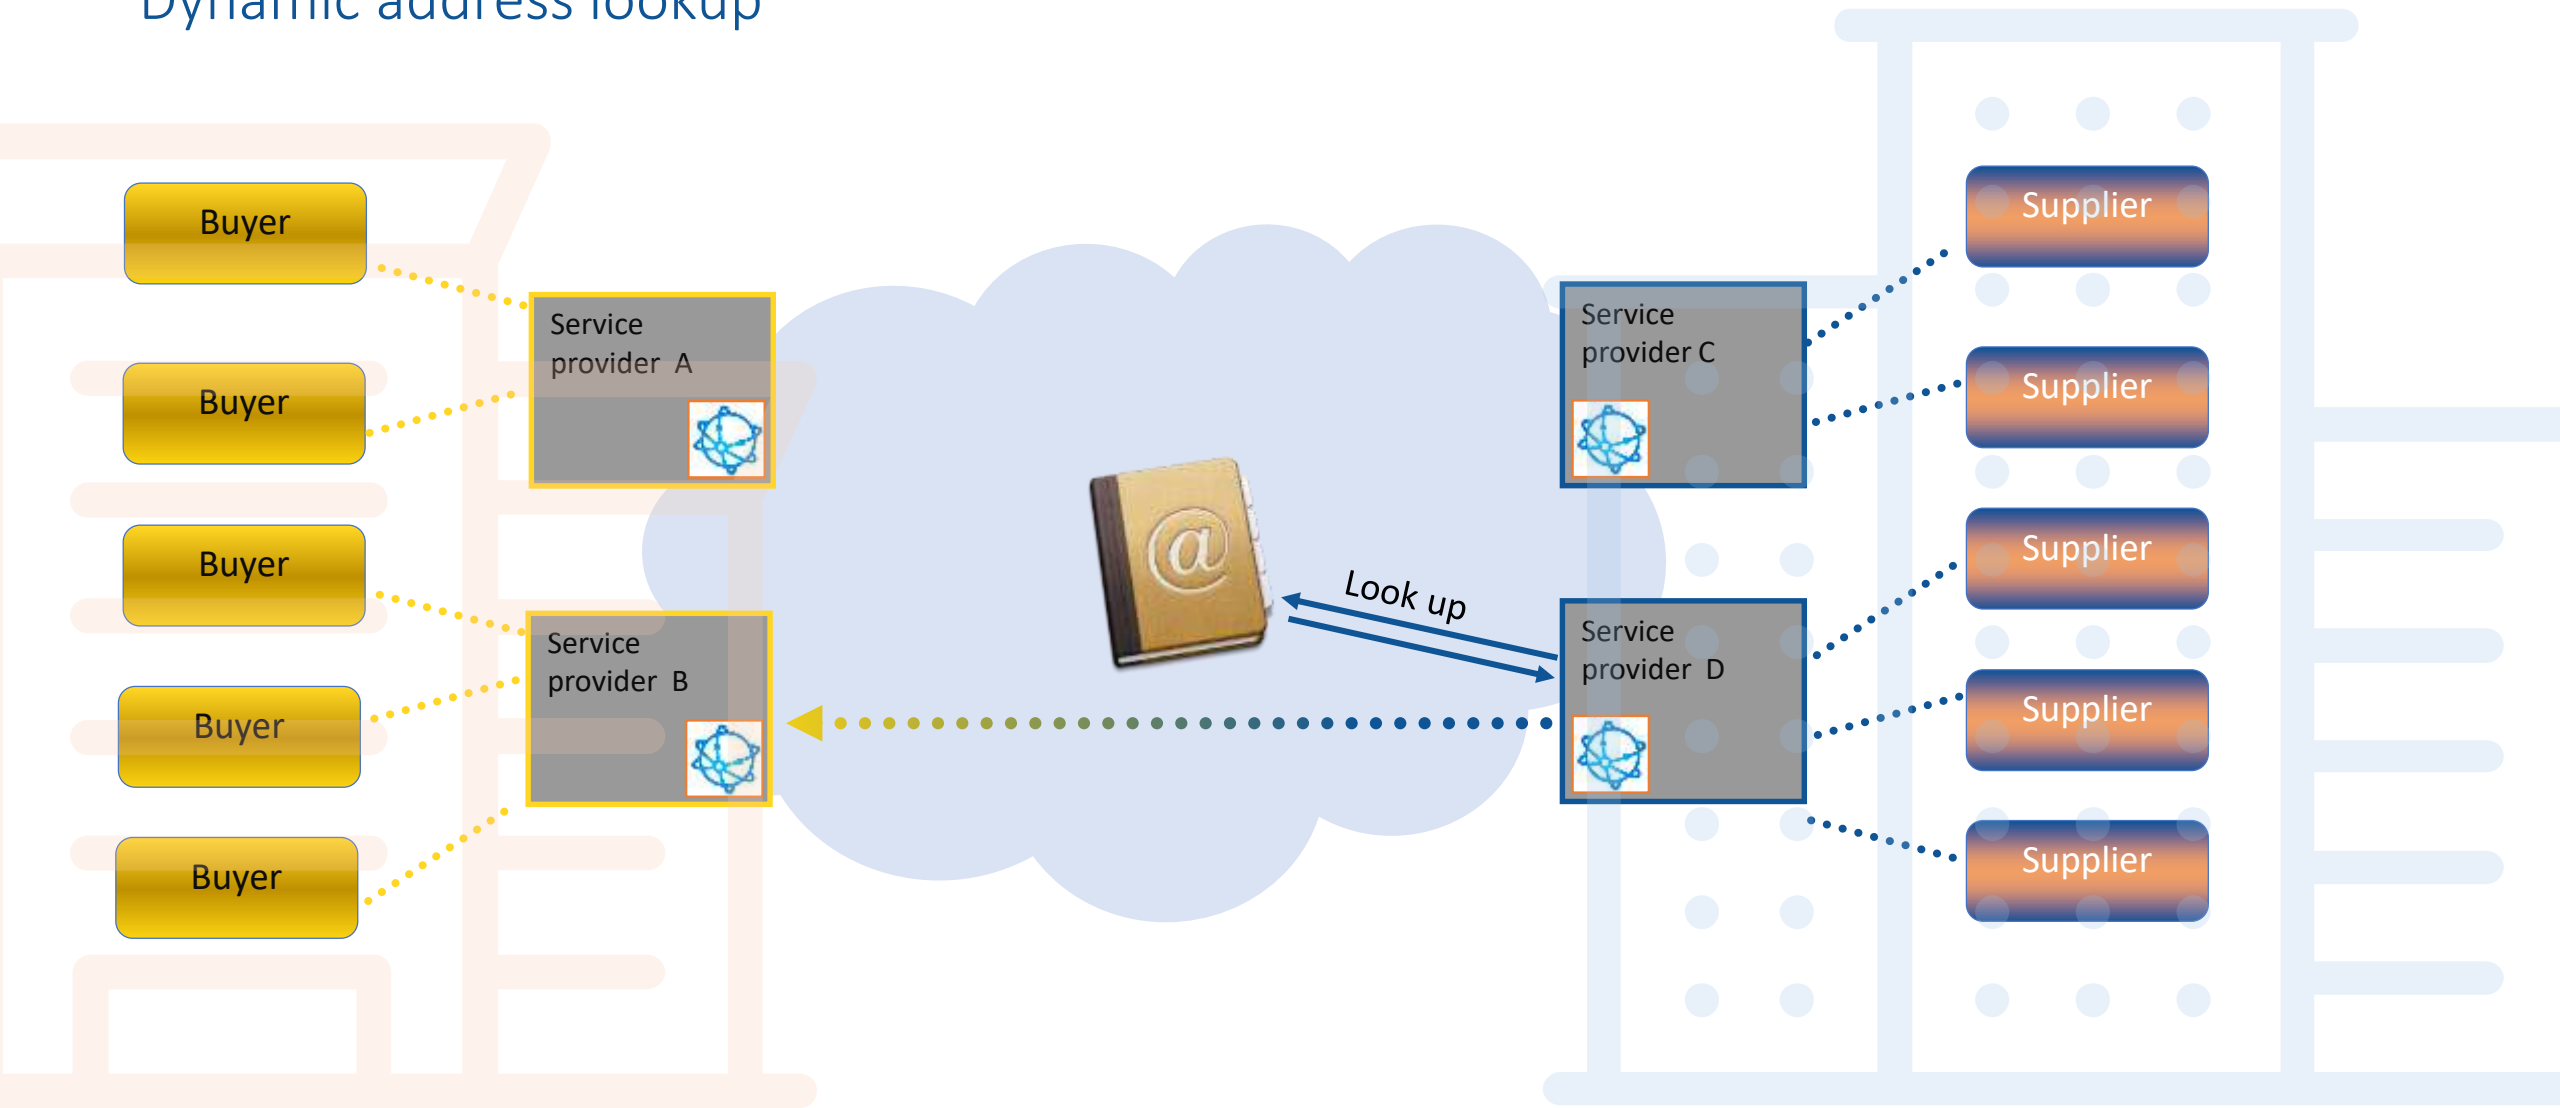 Dynamic address lookup
Buyer
Buyer
Buyer
Buyer
Buyer
Service
provider A
Service
provider B
@
Look up
Service
provider C
Service
provider D
Supplier
Supplier
Supplier
Supplier
Supplier